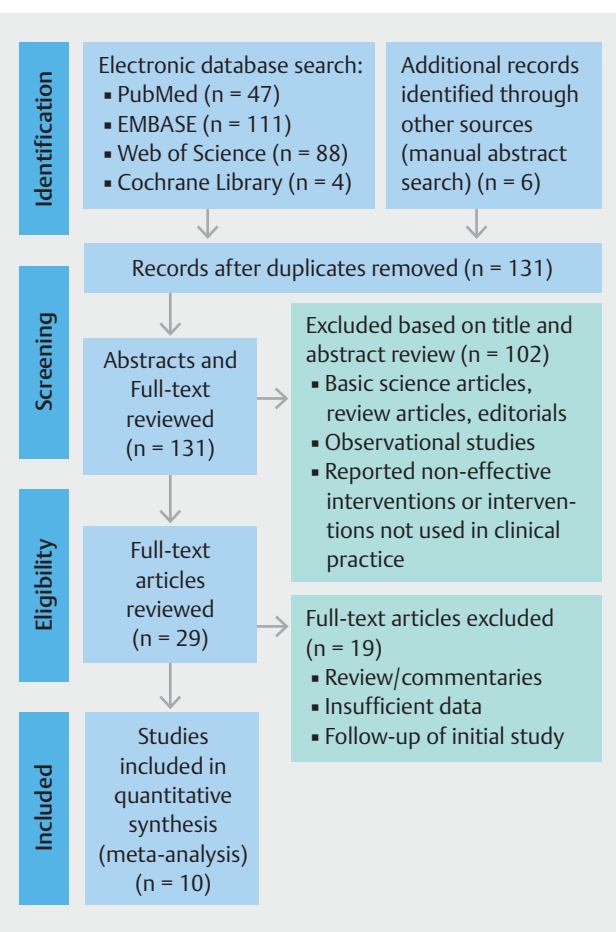 Identification
Electronic database search:
▪ PubMed (n = 47)
▪ EMBASE (n = 111)
▪ Web of Science (n = 88)
▪ Cochrane Library (n = 4)
Additional records
identified through
other sources
(manual abstract
search) (n = 6)
Records after duplicates removed (n = 131)
Screening
Abstracts and
Full-text
reviewed
(n = 131)
Excluded based on title and
abstract review (n = 102)
▪ Basic science articles,
review articles, editorials
▪ Observational studies
▪ Reported non-effective
interventions or interven-
tions not used in clinical
practice
Eligibility
Full-text
articles
reviewed
(n = 29)
Full-text articles excluded
(n = 19)
▪ Review/commentaries
▪ Insufficient data
▪ Follow-up of initial study
Included
Studies
included in
quantitative
synthesis
(meta-analysis)
(n = 10)